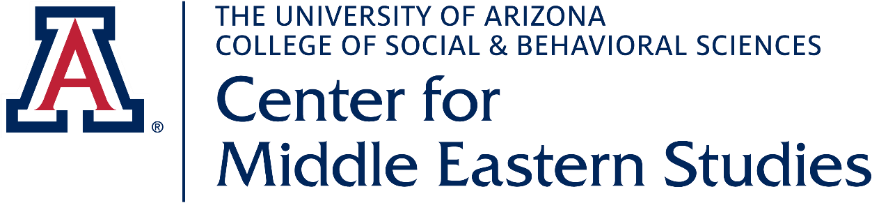 A®
THE UNIVERSITY OF ARIZONA
COLLEGE OF SOCIAL & BEHAVIORAL SCIENCES
Center for
Middle Eastern Studies